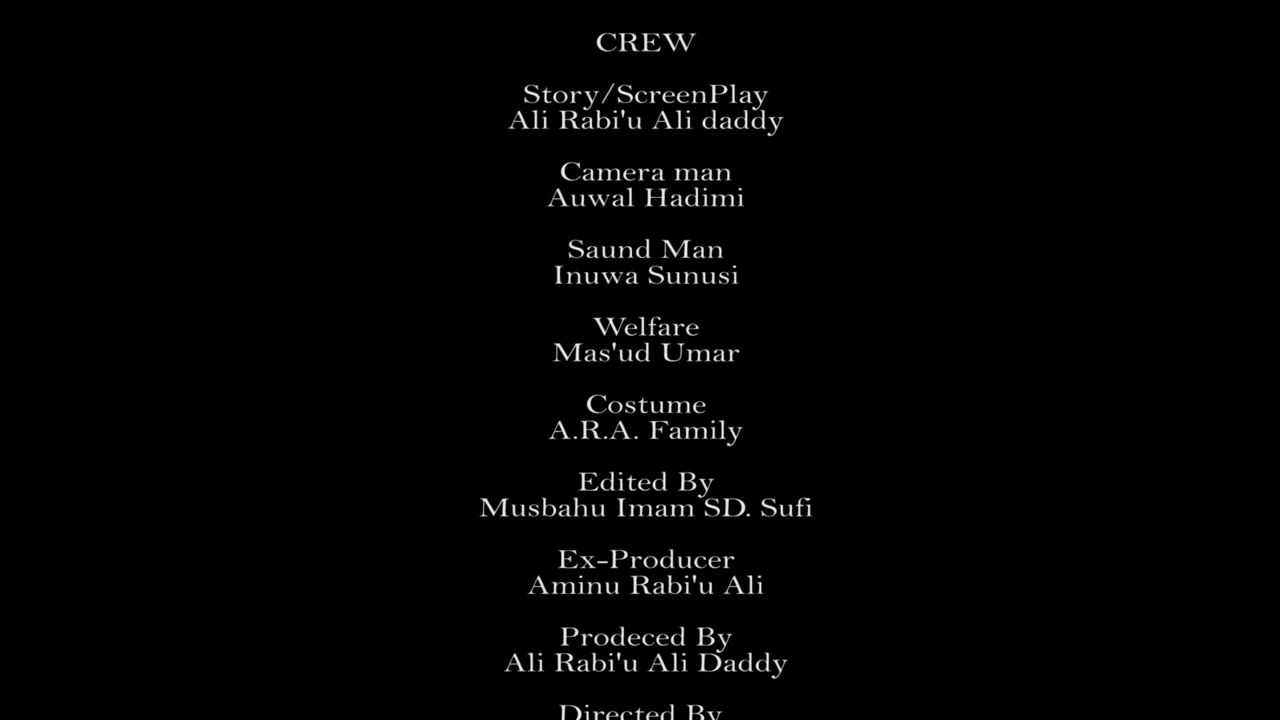 CREW
Story/ScreenPlay
Ali Rabi'u Ali daddy
Camera man
Auwal Hadimi
Saund Man
Inuwa Sunusi
Welfare
Mas'ud Umar
Costume
A.R.A. Family
Edited By
Musbahu Imam SD. Sufi
Ex-Producer
Aminu Rabi'u Ali
Prodeced By
Ali Rabi'u Ali Daddy
Directed By